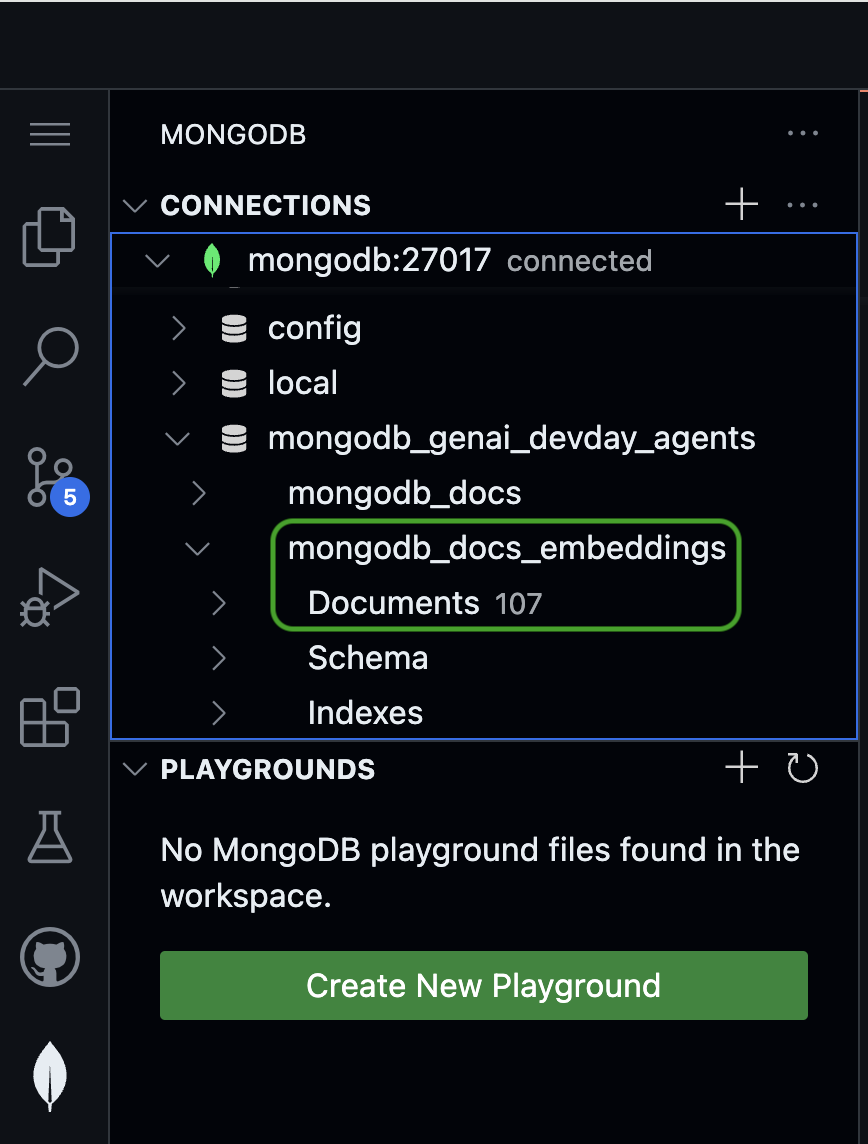 MONGODB
CONNECTIONS
mongodb:27017 connected
config
local
mongodb_genai_devday_agents
mongodb_docs
mongodb_docs_embeddings
Documents 107
Schema
Indexes
5
PLAYGROUNDS
No MongoDB playground files found in the
workspace.
Create New Playground